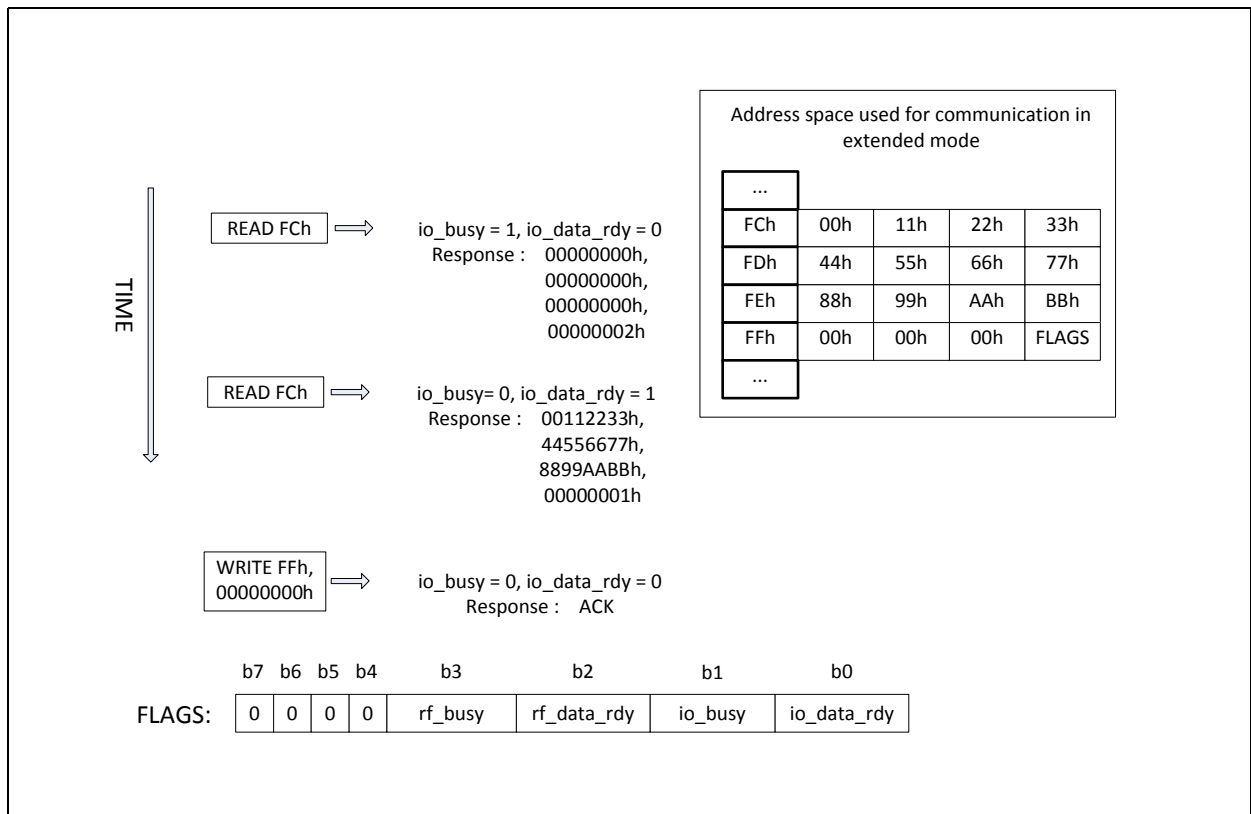 Address space used for communication in
extended mode
...
FCh 00h 11h 22h 33h
FDh 44h 55h 66h 77h
FEh 88h 99h AAh BBh
FFh 00h 00h 00h FLAGS
...
TIME
READ FCh
io_busy = 1, io_data_rdy = 0
Response : 00000000h,
00000000h,
00000000h,
00000002h
READ FCh
io_busy= 0, io_data_rdy = 1
Response : 00112233h,
44556677h,
8899AABBh,
00000001h
WRITE FFh,
00000000h
io_busy = 0, io_data_rdy = 0
Response : ACK
b7 b6 b5 b4 b3 b2 b1 b0
FLAGS: 0 0 0 0 rf_busy rf_data_rdy io_busy io_data_rdy